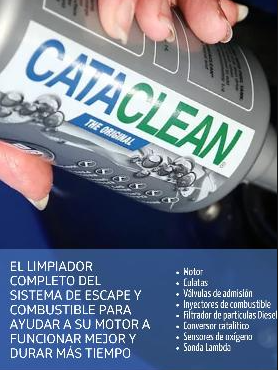 CATACLEAN®
THE ORIGINAL
EL LIMPIADOR
COMPLETO DEL
SISTEMA DE ESCAPE Y
COMBUSTIBLE PARA
AYUDAR A SU MOTOR A
FUNCIONAR MEJOR Y
DURAR MÁS TIEMPO
• Motor
• Culatas
• Válvulas de admisión
• Inyectores de combustible
• Filtrador de partículas Diesel
• Conversor catalítico
• Sensores de oxígeno
• Sonda Lambda